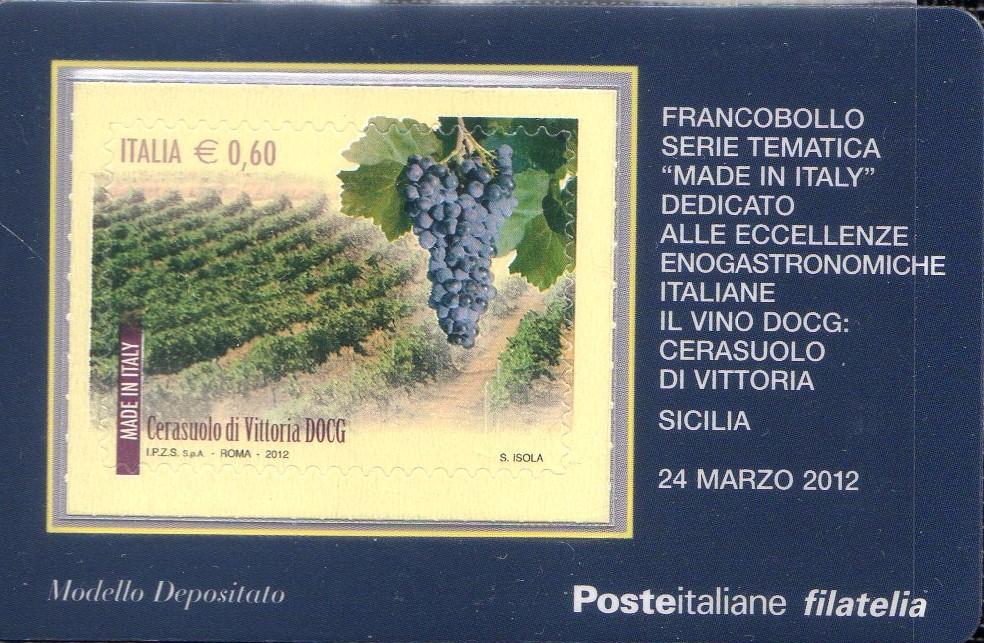 ITALIA € 0,60
MADE IN ITALY
Cerasuolo di Vittoria DOCG
I.P.Z.S. S.p.A. - ROMA - 2012
S. ISOLA
FRANCOBOLLO
SERIE TEMATICA
“MADE IN ITALY”
DEDICATO
ALLE ECCELLENZE
ENOGASTRONOMICHE
ITALIANE
IL VINO DOCG:
CERASUOLO
DI VITTORIA
SICILIA
24 MARZO 2012
Modello Depositato
Posteitaliane filatelia